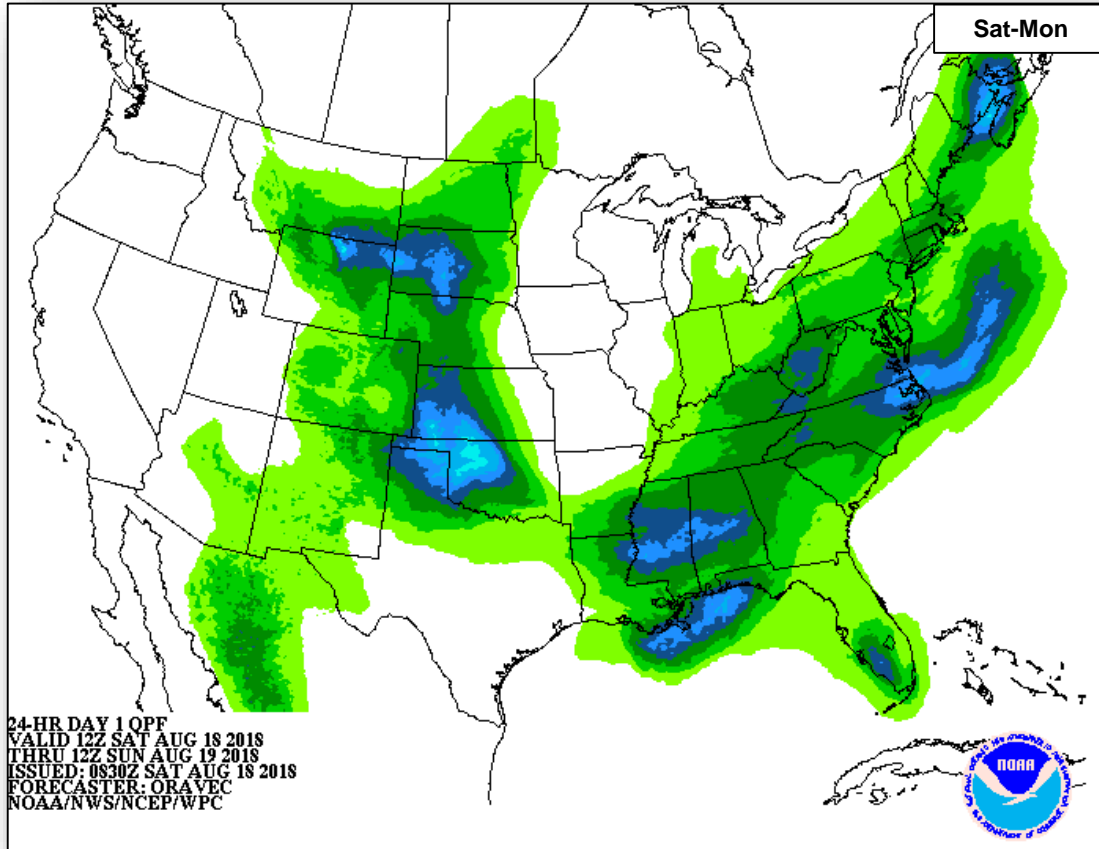 Sat-Mon
24-HR DAY 1 QPF
VALID 12Z SAT AUG 18 2018
THRU 12Z SUN AUG 19 2018
ISSUED: 0830Z SAT AUG 18 2018
FORECASTER: ORAVEC
NOAA/NWS/NCEP/WPC
NOAA